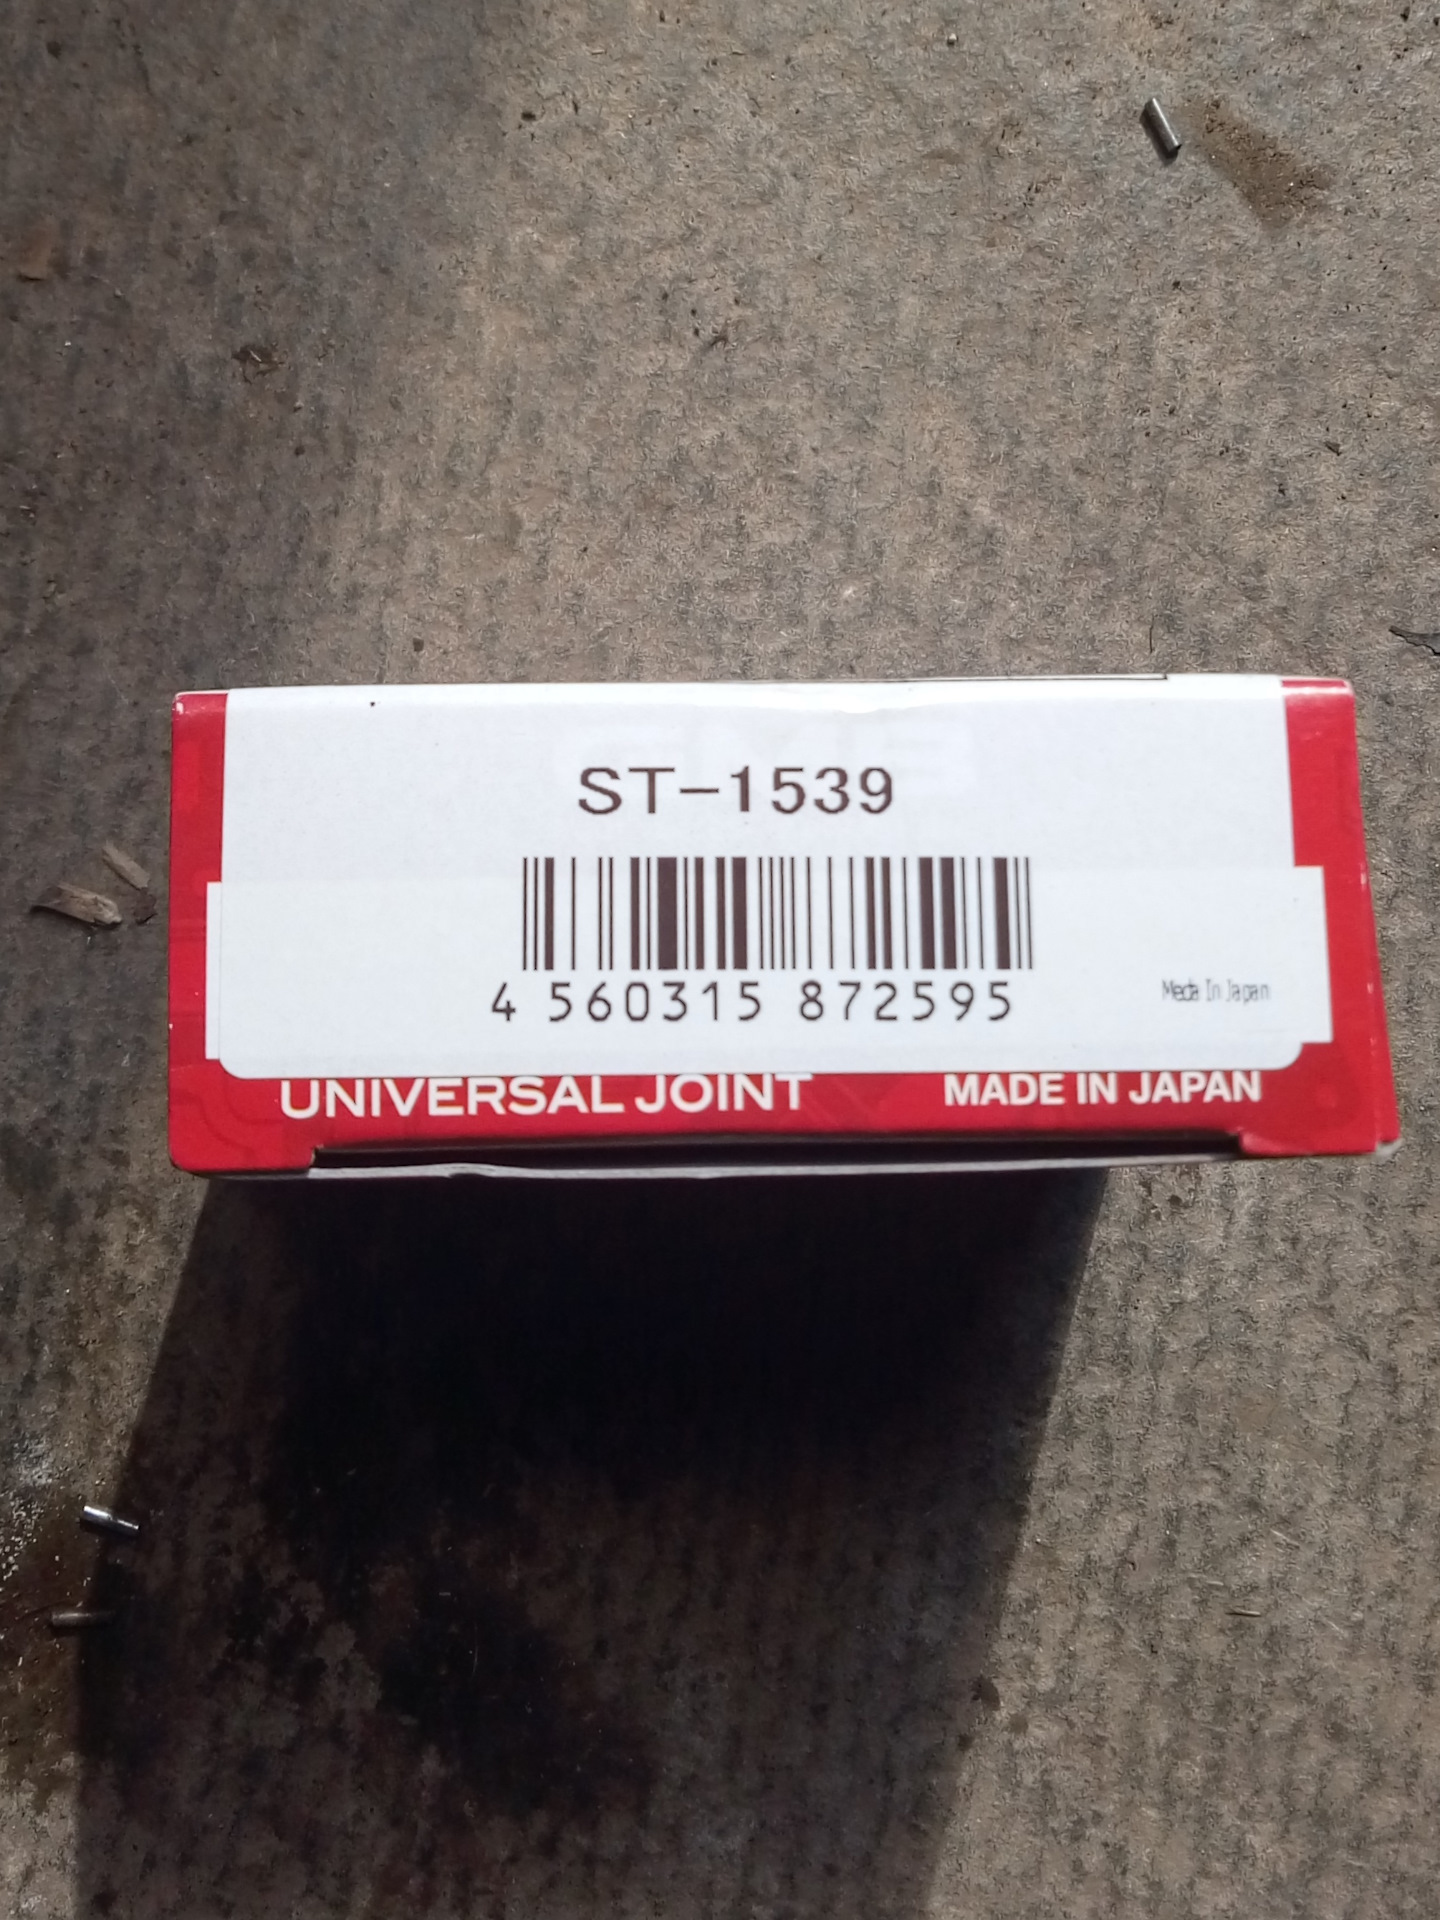 ST-1539
4 560315 872595
Meda In Japan
UNIVERSAL JOINT
MADE IN JAPAN